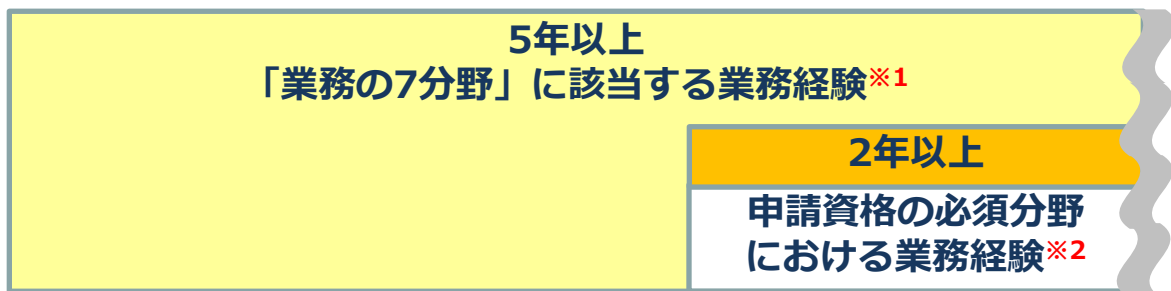 5年以上
「業務の7分野」に該当する業務経験※1
2年以上
申請資格の必須分野
における業務経験※2